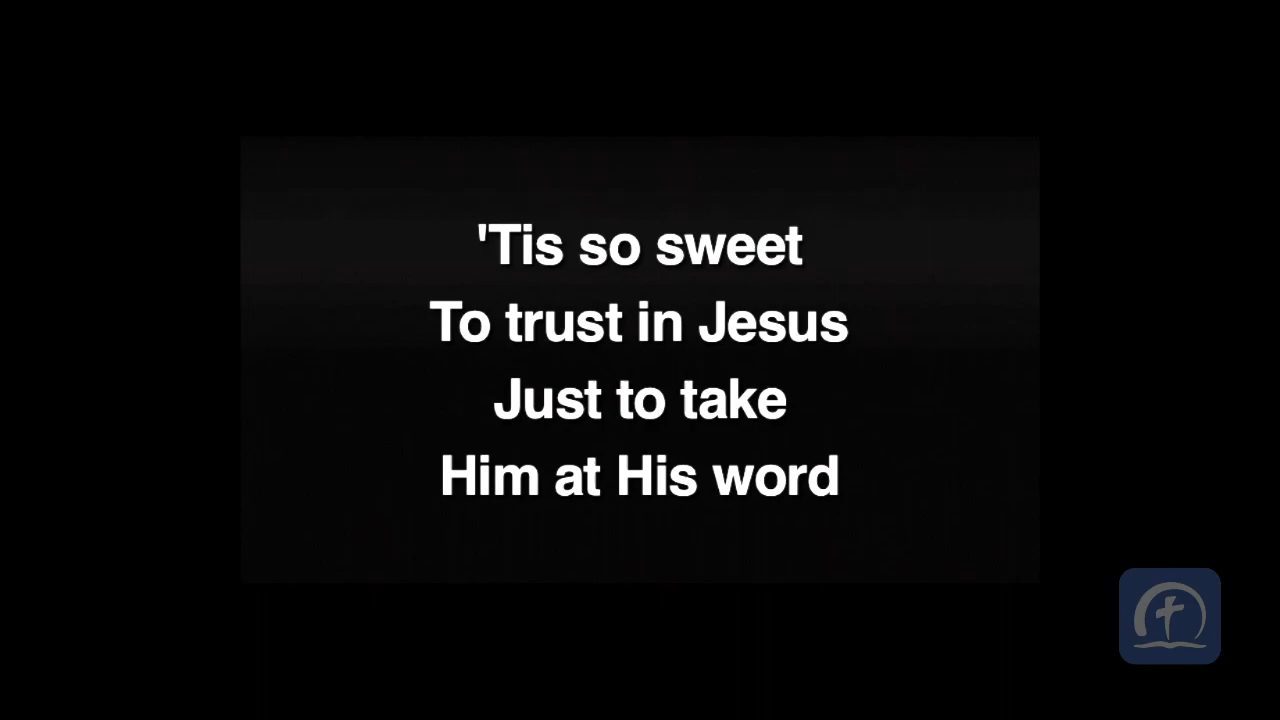 'Tis so sweet
To trust in Jesus
Just to take
Him at His word